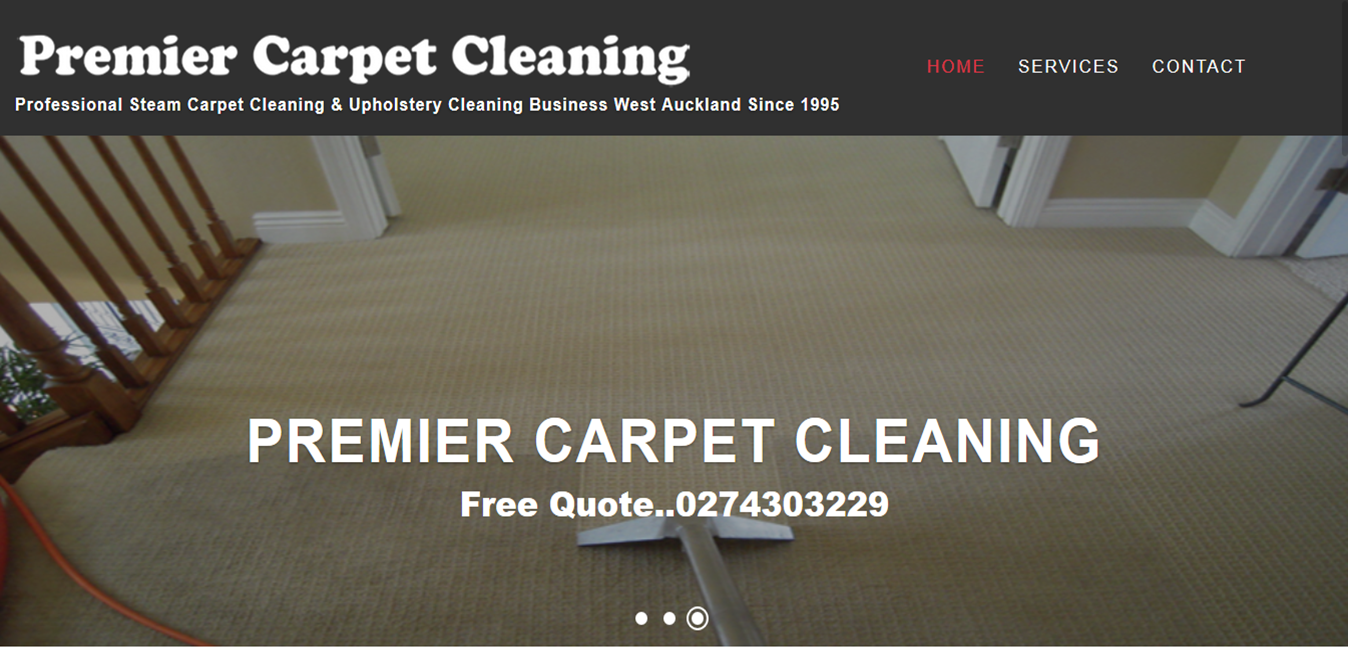 Premier Carpet Cleaning
Professional Steam Carpet Cleaning & Upholstery Cleaning Business West Auckland Since 1995
HOME SERVICES CONTACT
PREMIER CARPET CLEANING
Free Quote..0274303229